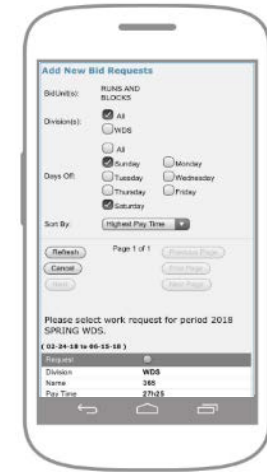 Add New Bid Requests
BidUnit(s): RUNS AND BLOCKS
Division(s): All
WDS
Days Off: All
Sunday Monday
Tuesday Wednesday
Thursday Friday
Saturday
Sort By: Highest Pay Time
Refresh Page 1 of 1 Previous Page
Cancel First Page
Next Next Page
Please select work request for period 2018
SPRING WDS.
( 02-24-18 to 06-15-18 )
Request
Division WDS
Name 365
Pay Time 27h25